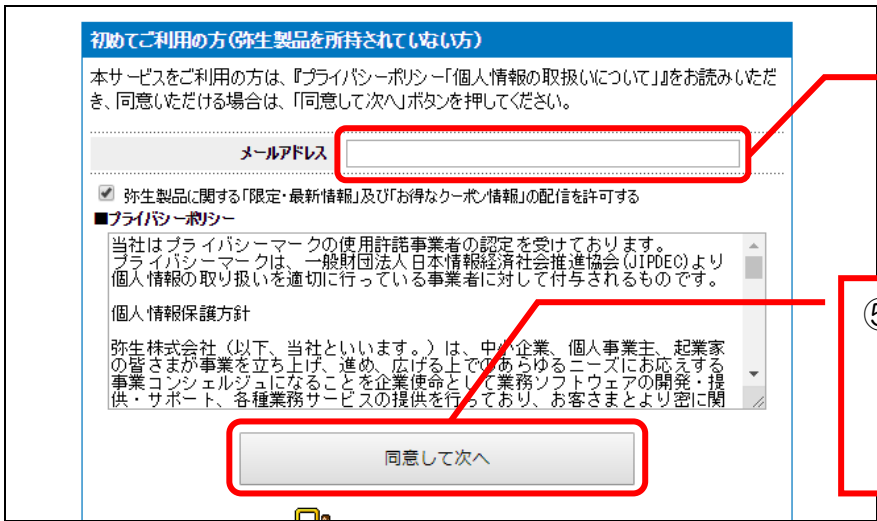 初めてご利用の方(弥生製品を所持されていない方)
本サービスをご利用の方は、『プライバシーポリシー「個人情報の取扱いについて」』をお読みいただ
き、同意いただける場合は、「同意して次へ」ボタンを押してください。
メールアドレス
弥生製品に関する「限定・最新情報」及び「お得なクーポン情報」の配信を許可する
■プライバシーポリシー
当社はプライバシーマークの使用許諾事業者の認定を受けております。
プライバシーマークは、一般財団法人日本情報経済社会推進協会(JIPDEC)より
個人情報の取り扱いを適切に行っている事業者に対して付与されるものです。
個人情報保護方針
弥生株式会社（以下、当社といいます。）は、中小企業、個人事業主、起業家
の皆さまが事業を立ち上げ、進め、広げる上でのあらゆるニーズにお応えする
事業コンシェルジュになることを企業使命として業務ソフトウェアの開発・提
供・サポート、各種業務サービスの提供を行っており、お客さまとより密に関
⑤
同意して次へ